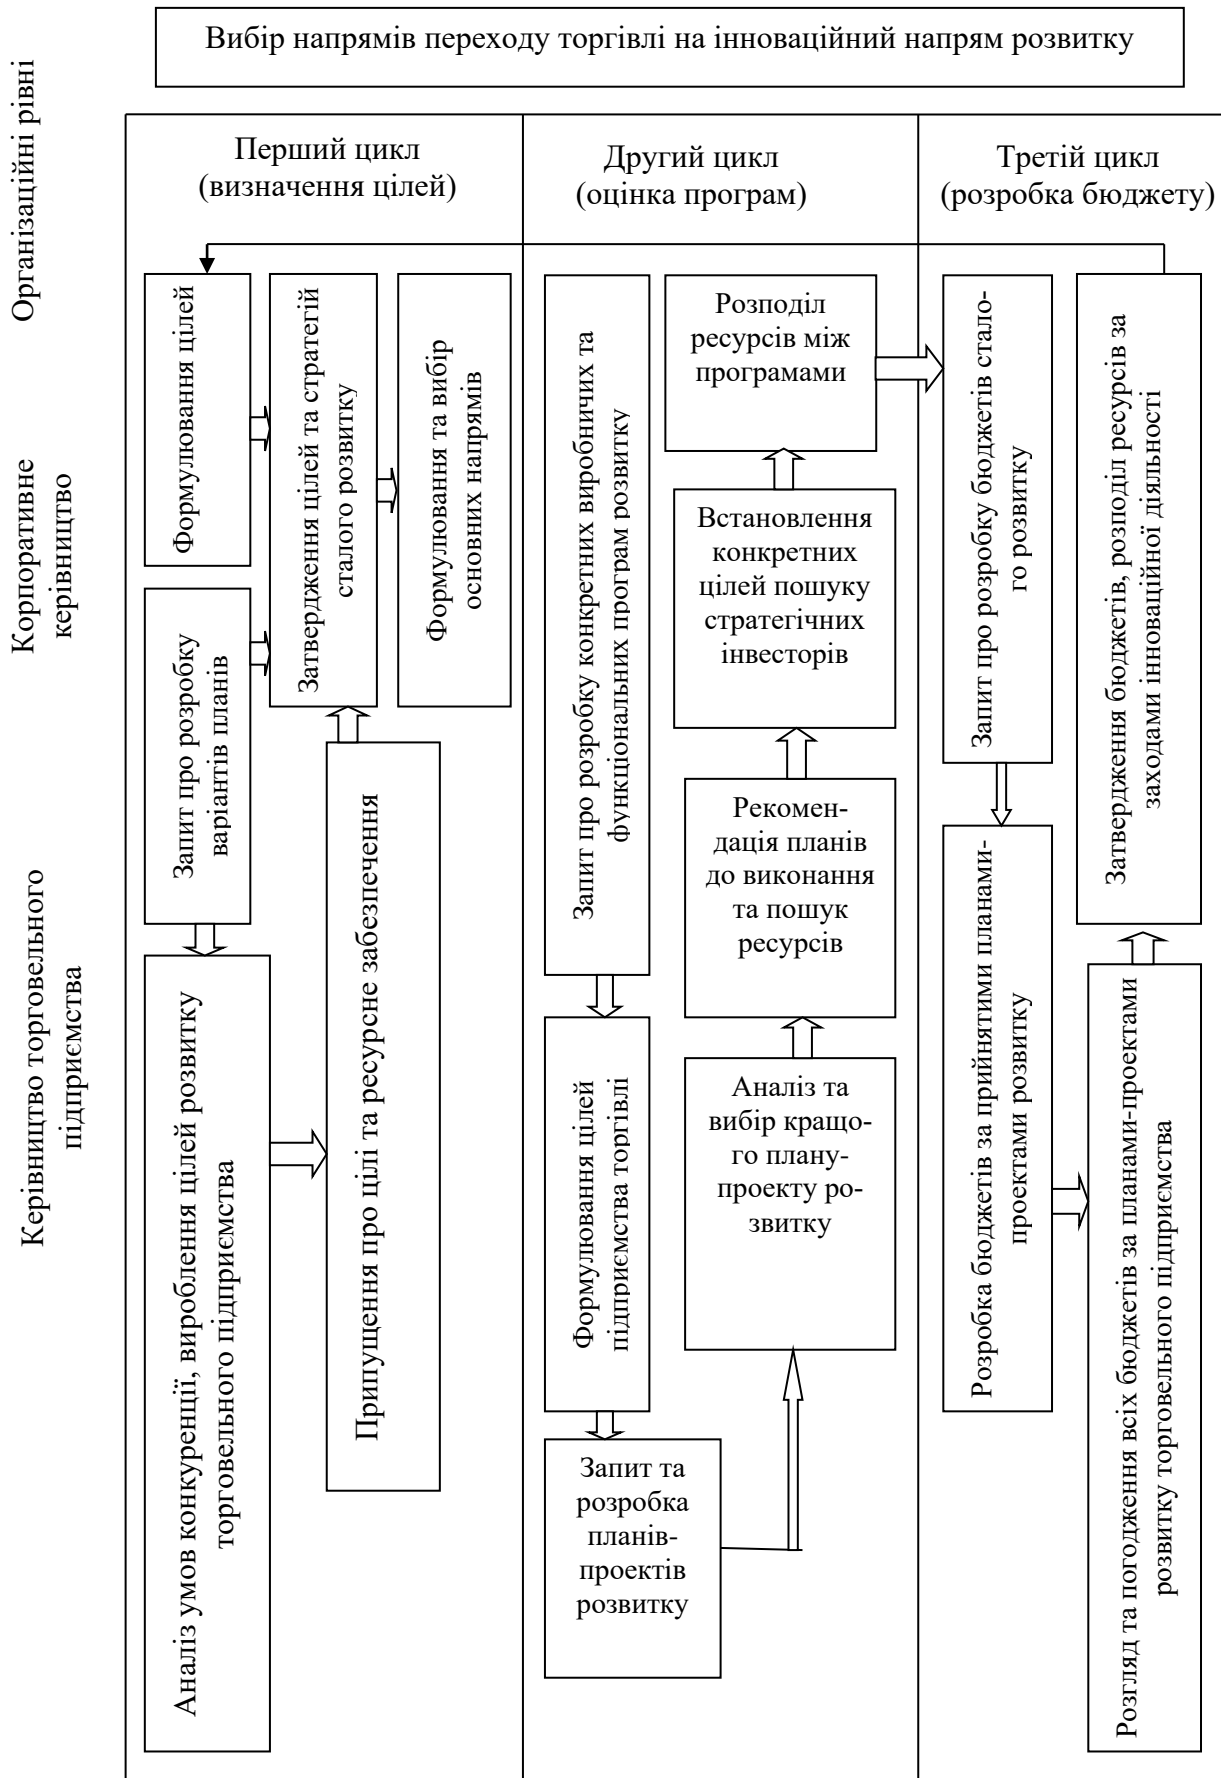 Вибір напрямів переходу торгівлі на інноваційний напрям розвитку
Організаційні рівні
Корпоративне
керівництво
Керівництво торговельного
підприємства
Перший цикл
(визначення цілей)
Формулювання цілей
Запит про розробку
варіантів планів
Затвердження цілей та стратегій
сталого розвитку
Формулювання та вибір
основних напрямів
Аналіз умов конкуренції, вироблення цілей розвитку
торговельного підприємства
Припущення про цілі та ресурсне забезпечення
Другий цикл
(оцінка програм)
Запит про розробку конкретних виробничих та
функціональних програм розвитку
Формулювання цілей
підприємства торгівлі
Запит та
розробка
планів-
проектів
розвитку
Розподіл
ресурсів між
програмами
Встановлення
конкретних
цілей пошуку
стратегічних
інвесторів
Рекомен-
дація планів
до виконання
та пошук
ресурсів
Аналіз та
вибір кращо-
го плану-
проекту ро-
звитку
Третій цикл
(розробка бюджету)
Запит про розробку бюджетів стало-
го розвитку
Розробка бюджетів за прийнятими планами-
проектами розвитку
Затвердження бюджетів, розподіл ресурсів за
заходами інноваційної діяльності
Розгляд та погодження всіх бюджетів за планами-проектами
розвитку торговельного підприємства